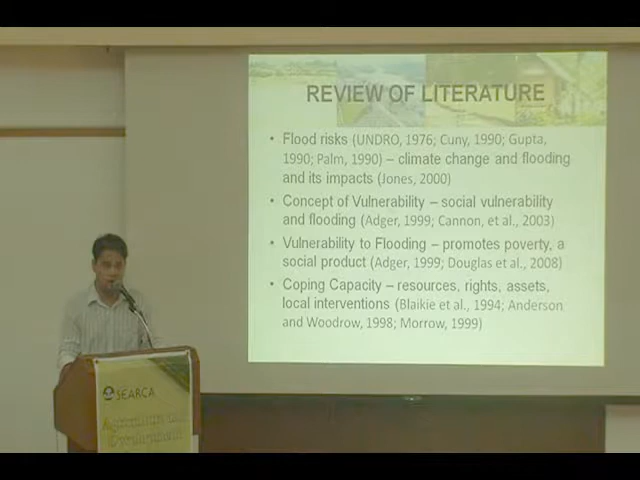 REVIEW OF LITERATURE
• Flood risks (UNDRO, 1976; Cuny, 1990; Gupta,
1990; Palm, 1990) – climate change and flooding
and its impacts (Jones, 2000)
• Concept of Vulnerability – social vulnerability
and flooding (Adger, 1999; Cannon, et al., 2003)
• Vulnerability to Flooding – promotes poverty, a
social product (Adger, 1999; Douglas et al., 2008)
• Coping Capacity – resources, rights, assets,
local interventions (Blaikie et al., 1994; Anderson
and Woodrow, 1998; Morrow, 1999)
SEARCA
Agriculture and
Development